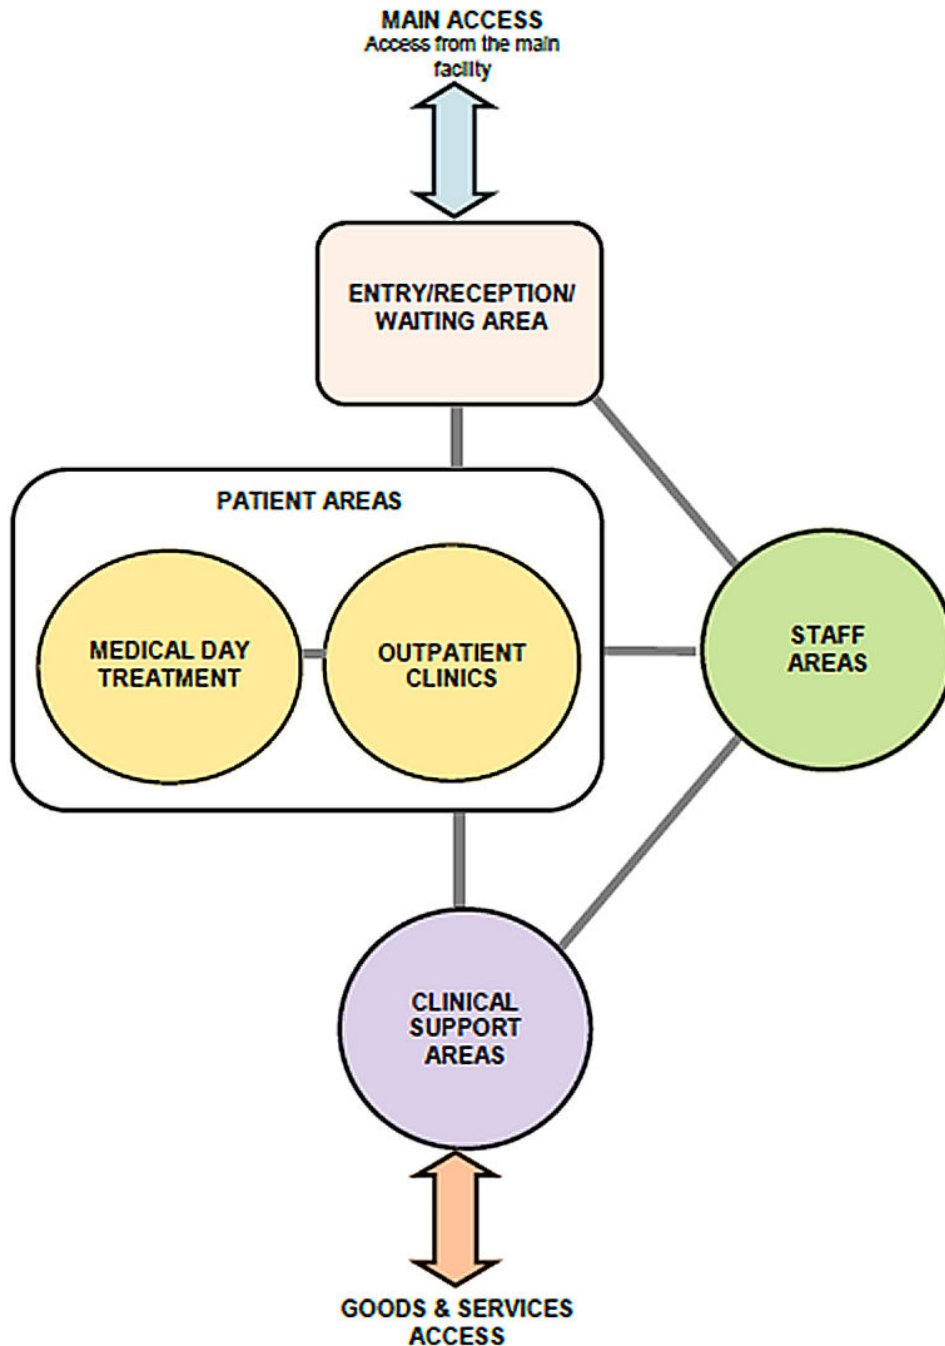 MAIN ACCESS
Access from the main
facility
ENTRY/RECEPTION/
WAITING AREA
PATIENT AREAS
MEDICAL DAY
TREATMENT
OUTPATIENT
CLINICS
STAFF
AREAS
CLINICAL
SUPPORT
AREAS
GOODS & SERVICES
ACCESS